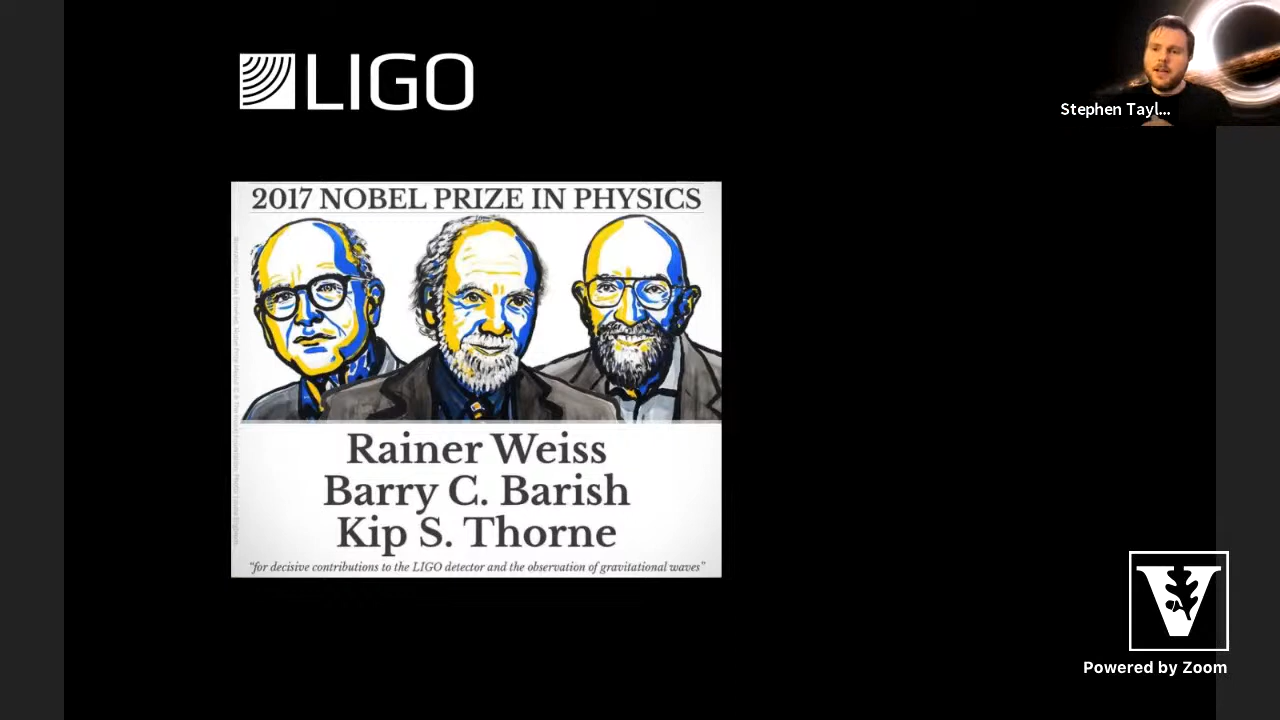 LIGO
Stephen Tayl...
2017 NOBEL PRIZE IN PHYSICS
Rainer Weiss
Barry C. Barish
Kip S. Thorne
"for decisive contributions to the LIGO detector and the observation of gravitational waves"
V
Powered by Zoom